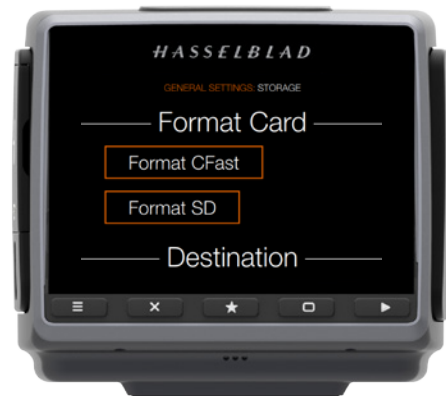 HASSELBLAD
GENERAL SETTINGS: STORAGE
Format Card
Format CFast
Format SD
Destination